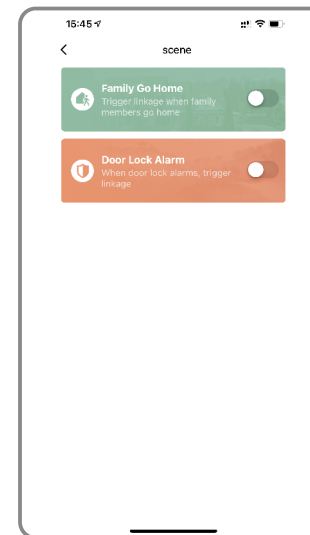 15:45
scene
Family Go Home
Trigger linkage when family
members go home
Door Lock Alarm
When door lock alarms, trigger
linkage